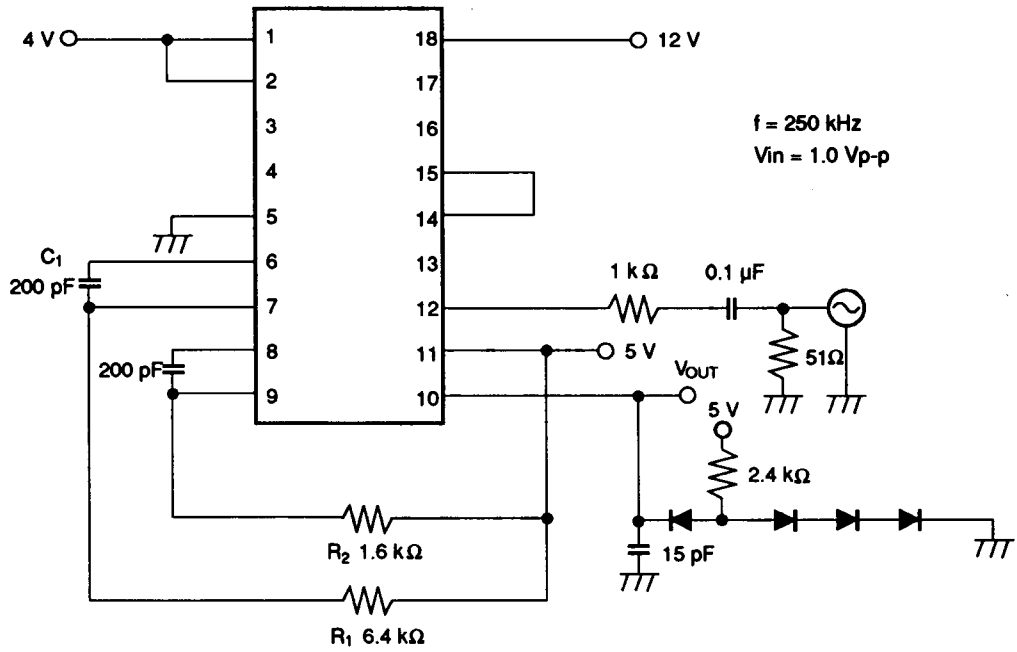 4 V
1
18
12 V
2
17
3
16
f = 250 kHz
Vin = 1.0 Vp-p
4
15
5
14
C1
200 pF
6
13
1 kΩ
0.1 µF
7
12
51Ω
8
11
5 V
200 pF
9
10
VOUT
5 V
2.4 kΩ
15 pF
R2 1.6 kΩ
R1 6.4 kΩ